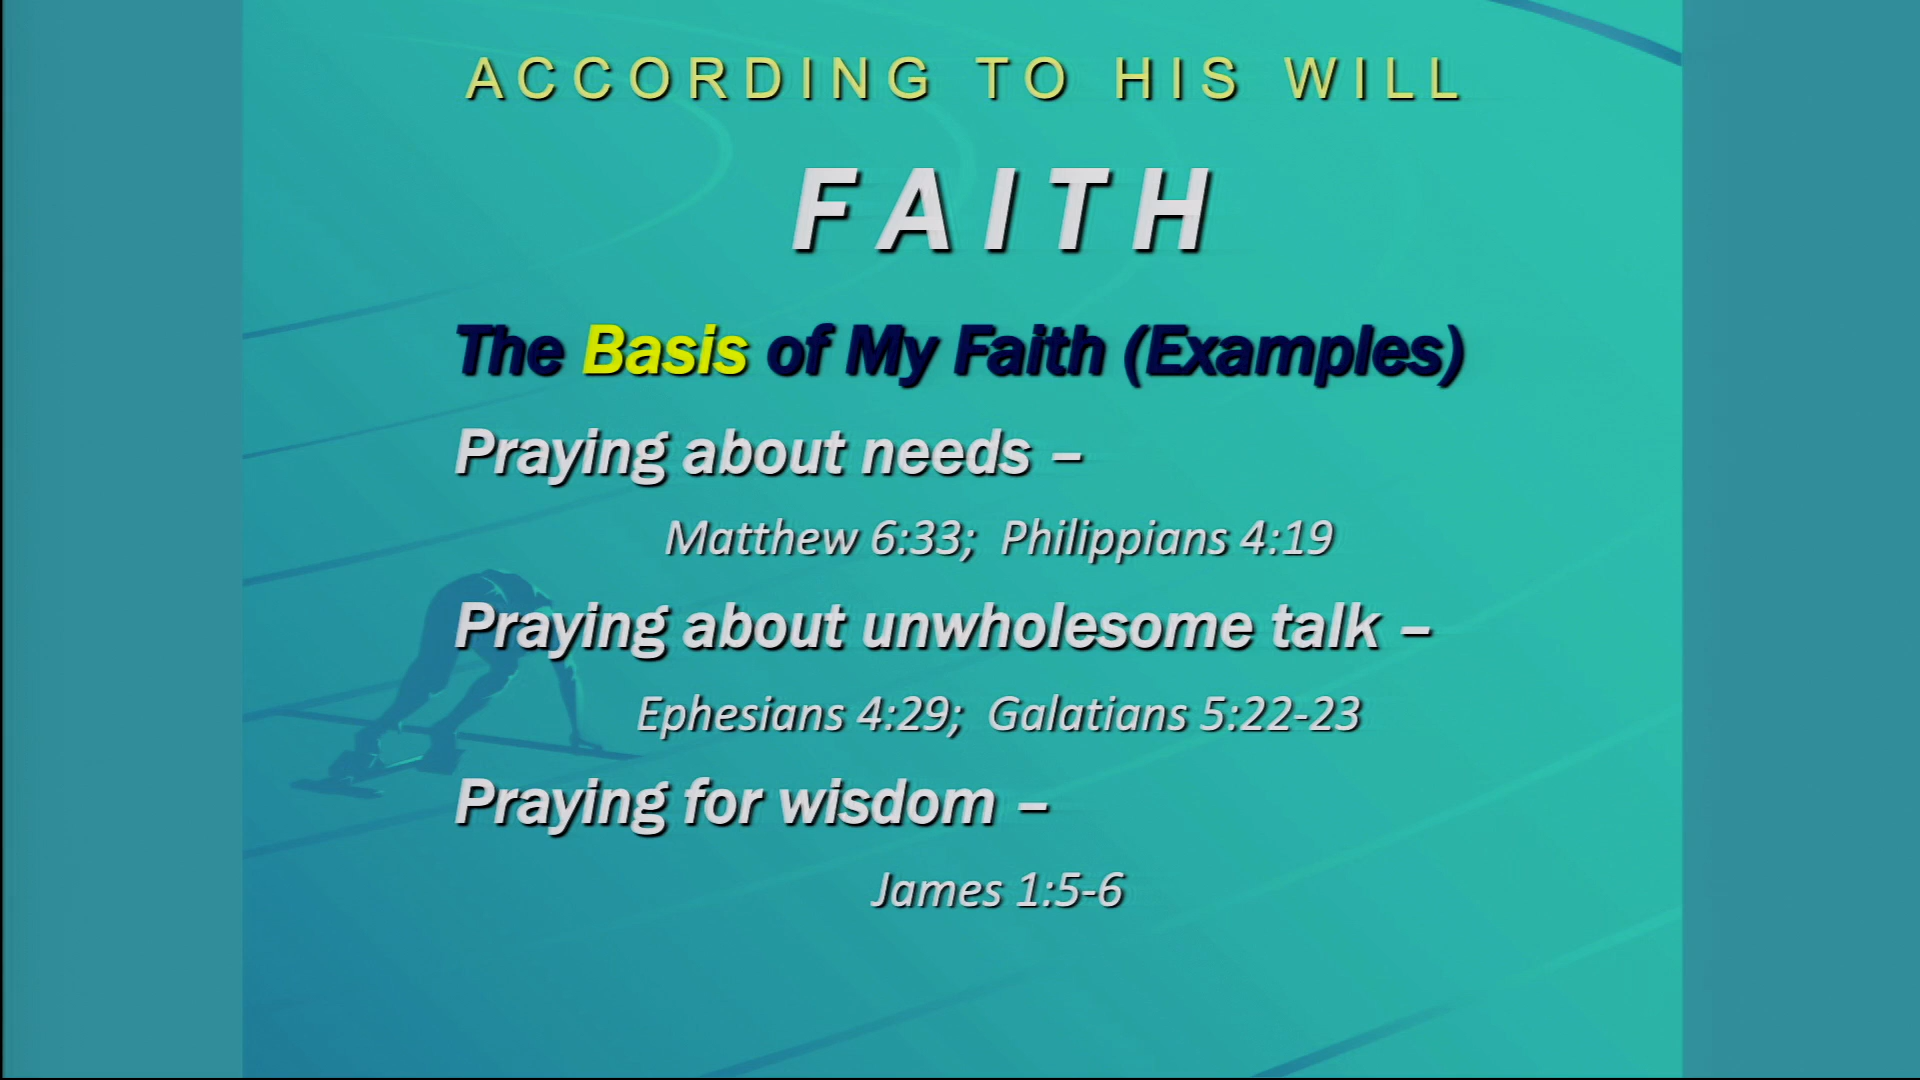 ACCORDING TO HIS WILL
FAITH
The Basis of My Faith (Examples)
Praying about needs –
Matthew 6:33;  Philippians 4:19
Praying about unwholesome talk –
Ephesians 4:29;  Galatians 5:22-23
Praying for wisdom –
James 1:5-6